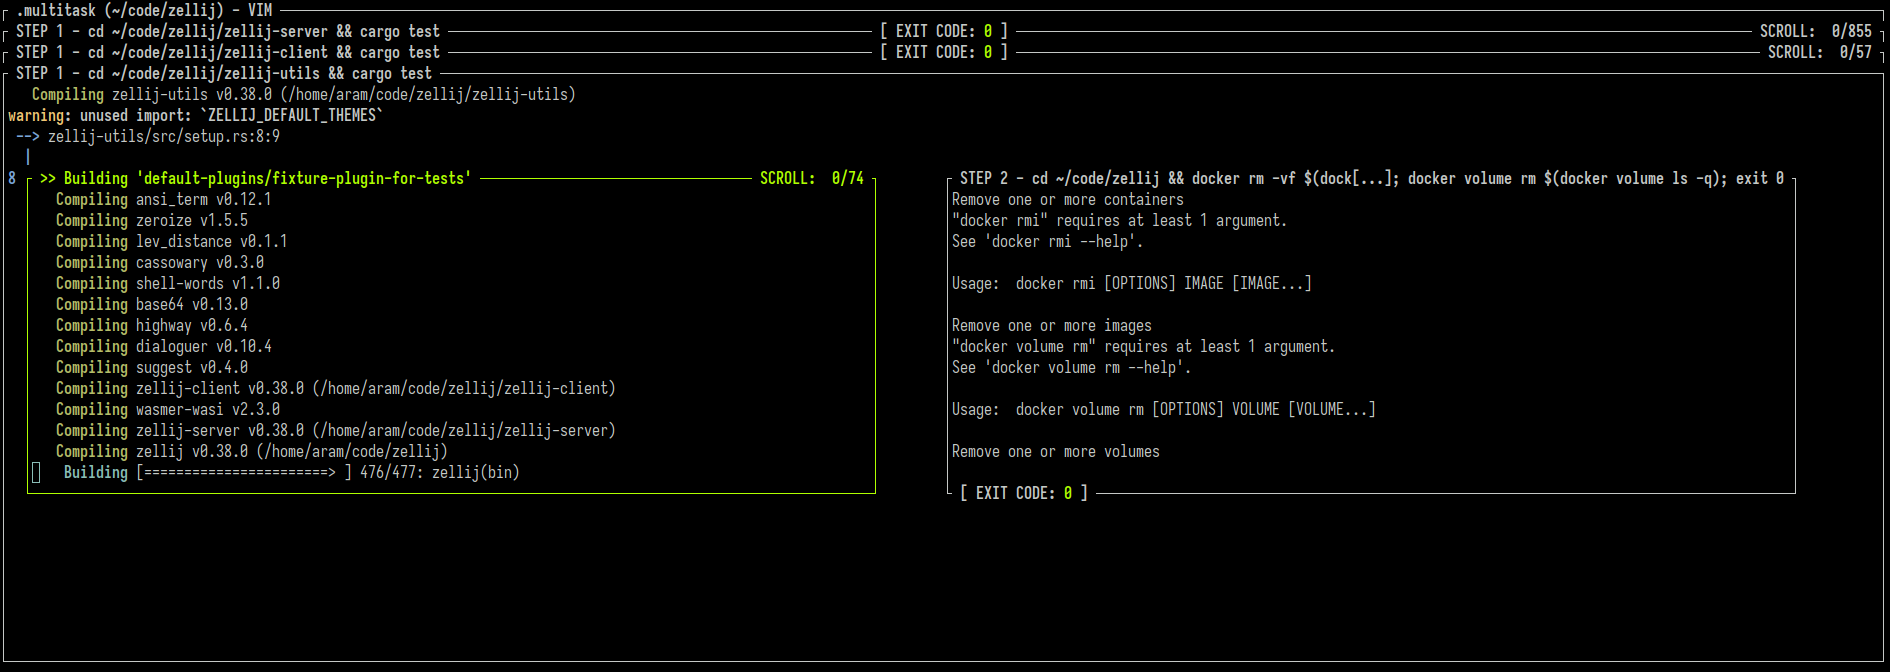 .multitask (~/code/zellij) - VIM
STEP 1 - cd ~/code/zellij/zellij-server && cargo test [ EXIT CODE: 0 ] SCROLL:  0/855
STEP 1 - cd ~/code/zellij/zellij-client && cargo test [ EXIT CODE: 0 ] SCROLL:  0/57
STEP 1 - cd ~/code/zellij/zellij-utils && cargo test
Compiling zellij-utils v0.38.0 (/home/aram/code/zellij/zellij-utils)
warning: unused import: `ZELLIJ_DEFAULT_THEMES`
--> zellij-utils/src/setup.rs:8:9
|
8
>> Building 'default-plugins/fixture-plugin-for-tests' SCROLL:  0/74
Compiling ansi_term v0.12.1
Compiling zeroize v1.5.5
Compiling lev_distance v0.1.1
Compiling cassowary v0.3.0
Compiling shell-words v1.1.0
Compiling base64 v0.13.0
Compiling highway v0.6.4
Compiling dialoguer v0.10.4
Compiling suggest v0.4.0
Compiling zellij-client v0.38.0 (/home/aram/code/zellij/zellij-client)
Compiling wasmer-wasi v2.3.0
Compiling zellij-server v0.38.0 (/home/aram/code/zellij/zellij-server)
Compiling zellij v0.38.0 (/home/aram/code/zellij)
Building [=======================> ] 476/477: zellij(bin)
STEP 2 - cd ~/code/zellij && docker rm -vf $(dock[...]; docker volume rm $(docker volume ls -q); exit 0
Remove one or more containers
"docker rmi" requires at least 1 argument.
See 'docker rmi --help'.
Usage:  docker rmi [OPTIONS] IMAGE [IMAGE...]
Remove one or more images
"docker volume rm" requires at least 1 argument.
See 'docker volume rm --help'.
Usage:  docker volume rm [OPTIONS] VOLUME [VOLUME...]
Remove one or more volumes
[ EXIT CODE: 0 ]